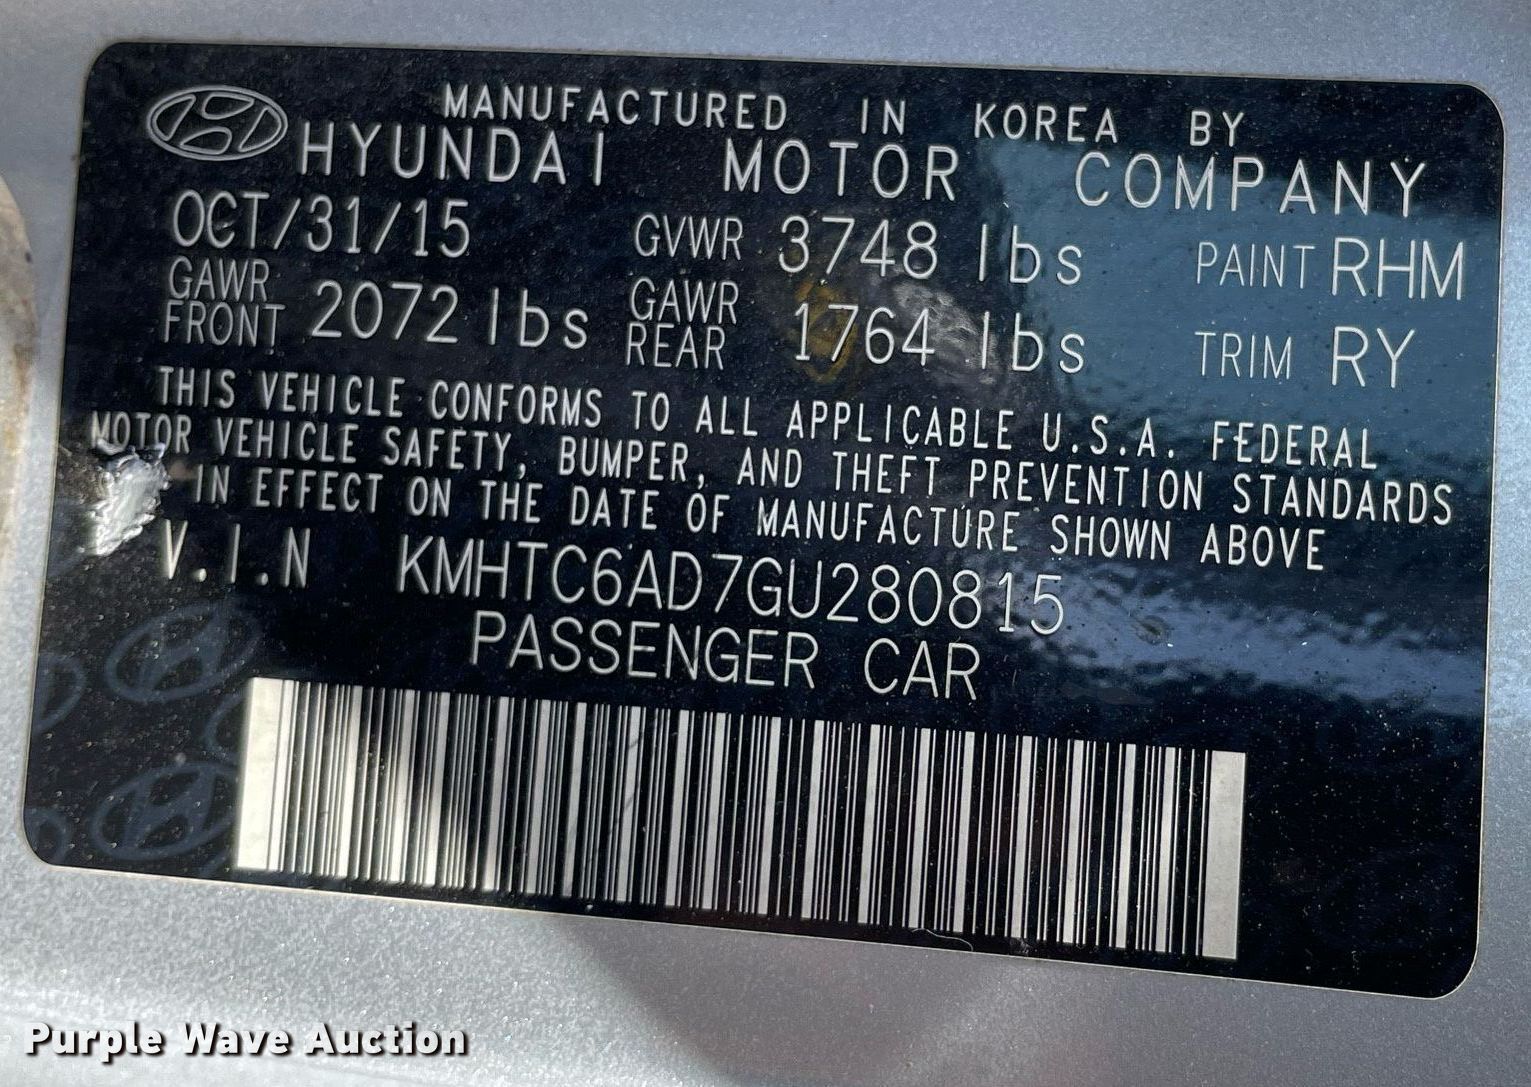 MANUFACTURED IN KOREA BY
HYUNDAI MOTOR COMPANY
OCT/31/15 GVWR 3748 lbs PAINT RHM
GAWR FRONT 2072 lbs GAWR REAR 1764 lbs TRIM RY
THIS VEHICLE CONFORMS TO ALL APPLICABLE U.S.A. FEDERAL
MOTOR VEHICLE SAFETY, BUMPER, AND THEFT PREVENTION STANDARDS
IN EFFECT ON THE DATE OF MANUFACTURE SHOWN ABOVE
V.I.N KMHTC6AD7GU280815
PASSENGER CAR
Purple Wave Auction